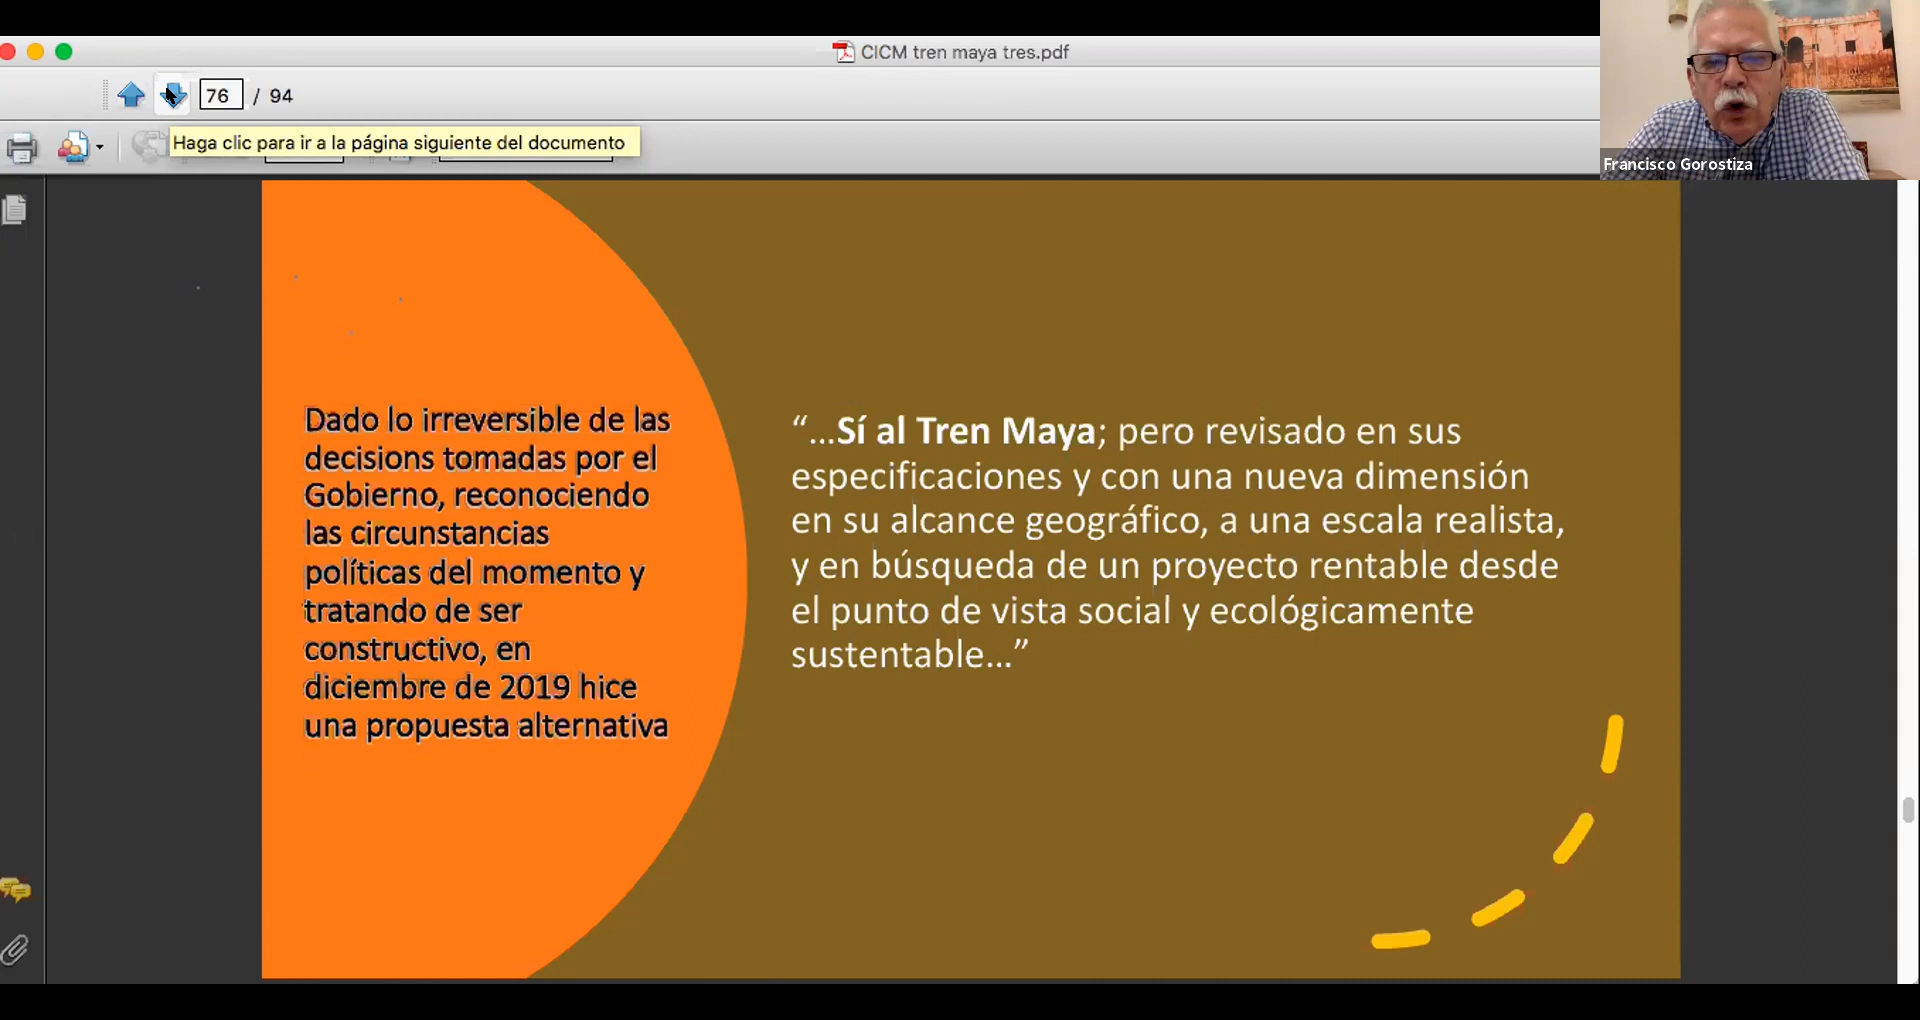 CICM tren maya tres.pdf
76 / 94
Haga clic para ir a la página siguiente del documento
Francisco Gorostiza
Dado lo irreversible de las
decisions tomadas por el
Gobierno, reconociendo
las circunstancias
políticas del momento y
tratando de ser
constructivo, en
diciembre de 2019 hice
una propuesta alternativa
“...Sí al Tren Maya; pero revisado en sus
especificaciones y con una nueva dimensión
en su alcance geográfico, a una escala realista,
y en búsqueda de un proyecto rentable desde
el punto de vista social y ecológicamente
sustentable...”